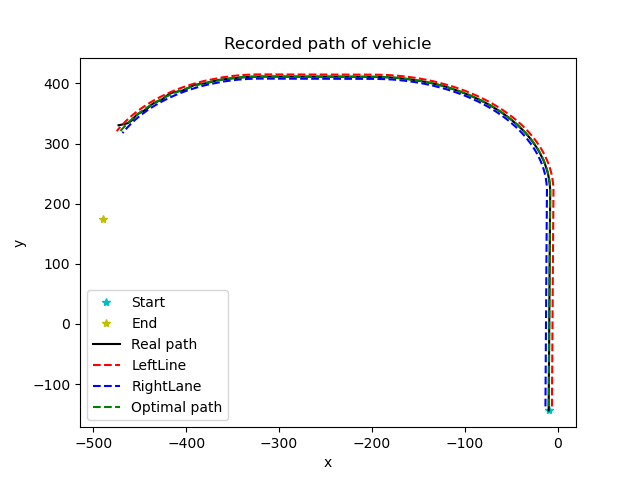 Recorded path of vehicle
400
300
200
100
0
−100
y
−500
−400
−300
−200
−100
0
x
Start
End
Real path
LeftLine
RightLane
Optimal path